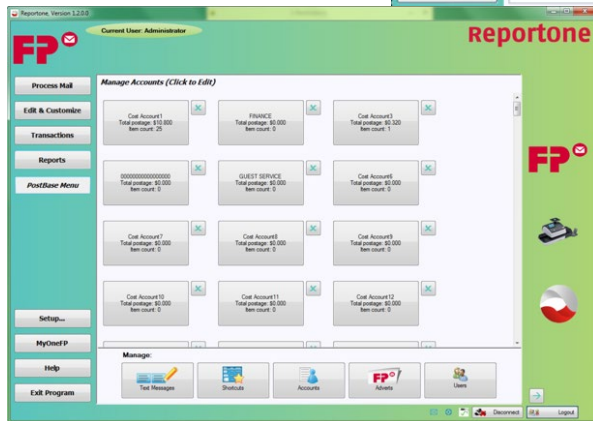 Reportone, Version 1.2.0.0
Current User: Administrator
FP
Reportone
Process Mail
Edit & Customize
Transactions
Reports
PostBase Menu
Setup...
MyOneFP
Help
Exit Program
Manage Accounts (Click to Edit)
Cost Account1
Total postage: $10.800
Item count: 25
FINANCE
Total postage: $0.000
Item count: 0
Cost Account3
Total postage: $0.320
Item count: 1
Total postage: $0.000
Item count: 0
GUEST SERVICE
Total postage: $0.000
Item count: 0
Cost Account6
Total postage: $0.000
Item count: 0
Cost Account7
Total postage: $0.000
Item count: 0
Cost Account8
Total postage: $0.000
Item count: 0
Cost Account9
Total postage: $0.000
Item count: 0
Cost Account10
Total postage: $0.000
Item count: 0
Cost Account11
Total postage: $0.000
Item count: 0
Cost Account12
Total postage: $0.000
Item count: 0
FP
Manage:
Text Messages
Shortcuts
Accounts
FP
Adverts
Users
Disconnect
Logout